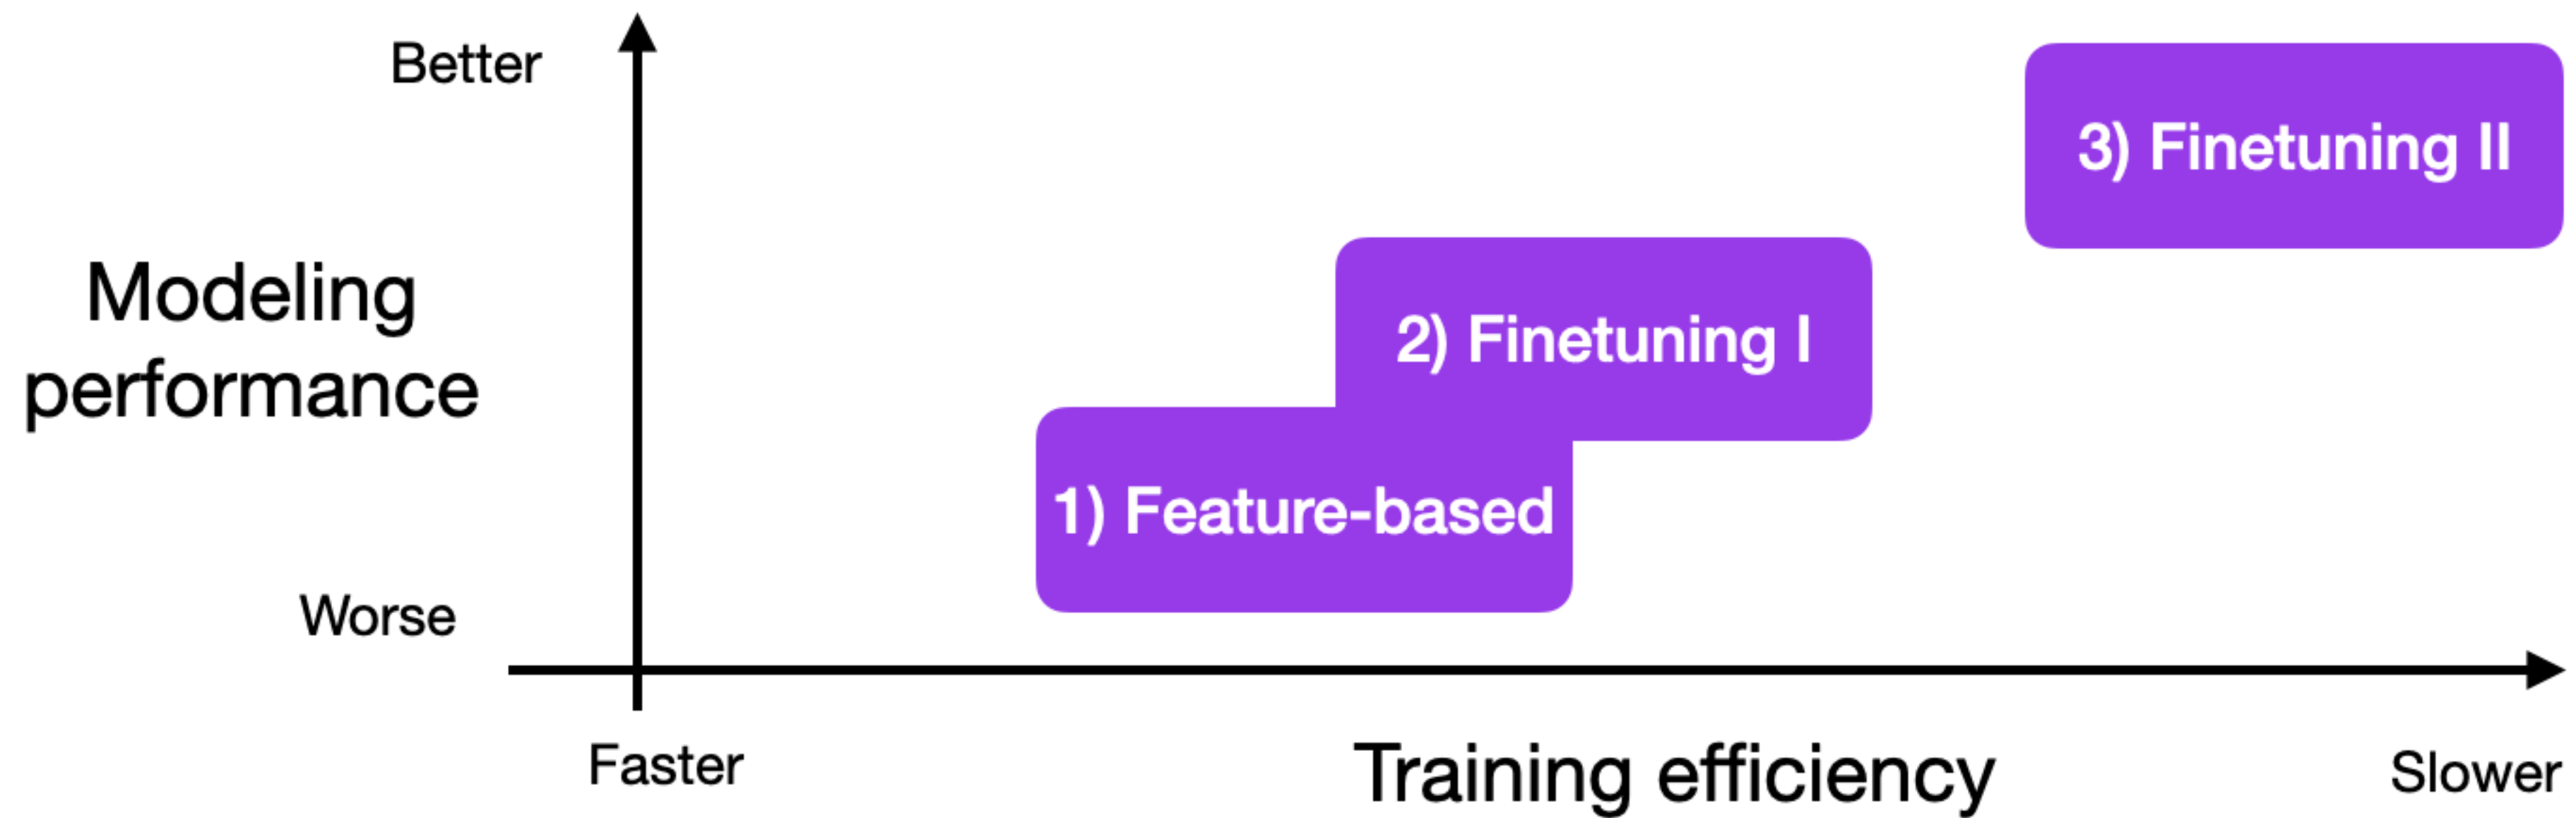 Better
3) Finetuning II
Modeling
performance
2) Finetuning I
1) Feature-based
Worse
Faster
Training efficiency
Slower